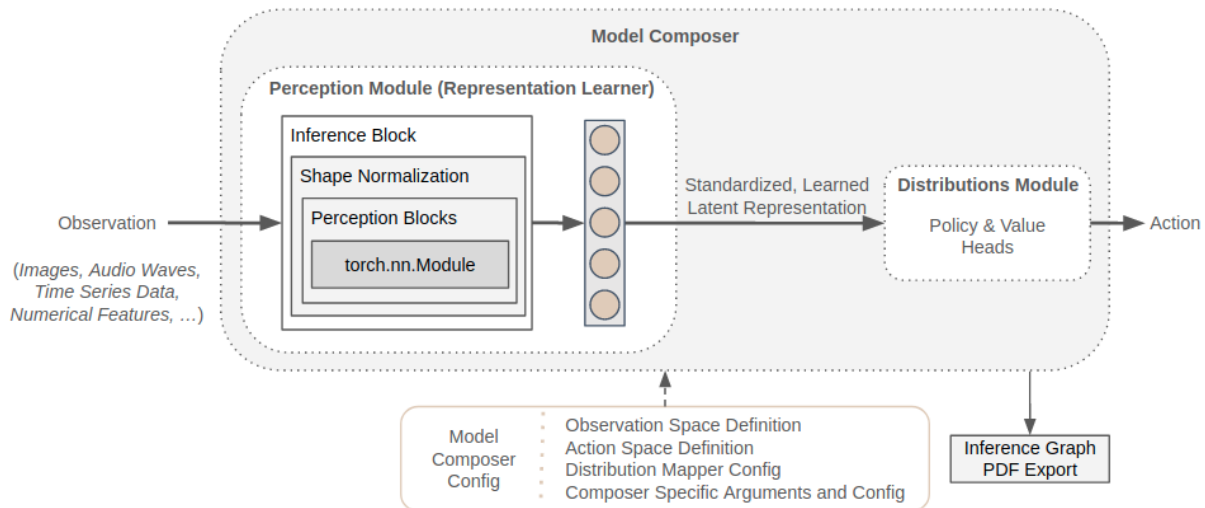 Model Composer
Perception Module (Representation Learner)
Inference Block
Shape Normalization
Perception Blocks
torch.nn.Module
Observation
(Images, Audio Waves,
Time Series Data,
Numerical Features, …)
Standardized, Learned
Latent Representation
Distributions Module
Policy & Value
Heads
Action
Model
Composer
Config
Observation Space Definition
Action Space Definition
Distribution Mapper Config
Composer Specific Arguments and Config
Inference Graph
PDF Export